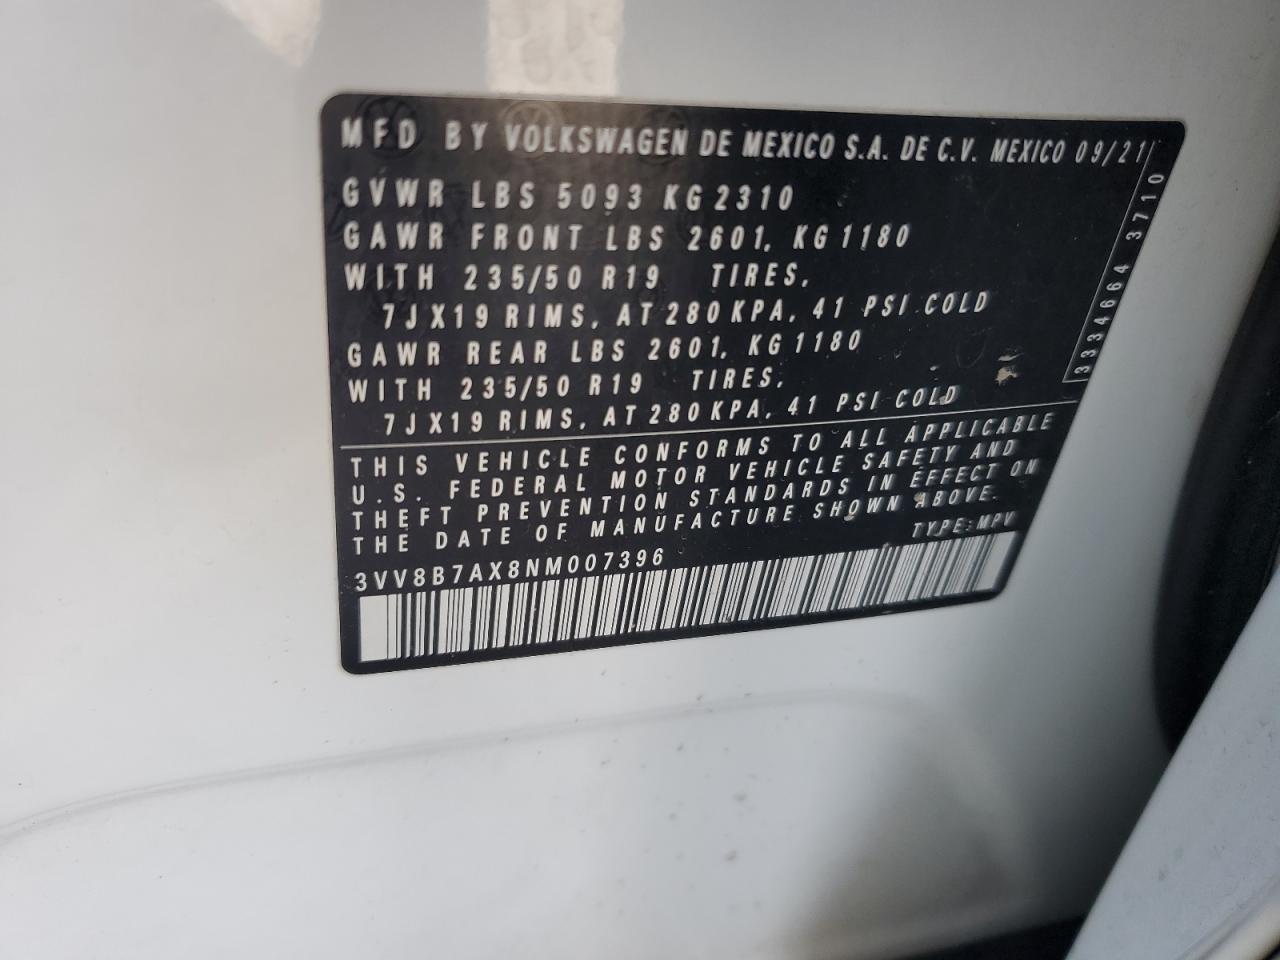 MFD BY VOLKSWAGEN DE MEXICO S.A. DE C.V. MEXICO 09/21
GVWR LBS 5093 KG 2310
GAWR FRONT LBS 2601, KG 1180
WITH 235/50 R19 TIRES,
7JX19 RIMS, AT 280 KPA, 41 PSI COLD
GAWR REAR LBS 2601, KG 1180
WITH 235/50 R19 TIRES,
7JX19 RIMS, AT 280 KPA, 41 PSI COLD
3334664 3710
THIS VEHICLE CONFORMS TO ALL APPLICABLE
U.S. FEDERAL MOTOR VEHICLE SAFETY AND
THEFT PREVENTION STANDARDS IN EFFECT ON
THE DATE OF MANUFACTURE SHOWN ABOVE.
TYPE: MPV
3VV8B7AX8NM007396